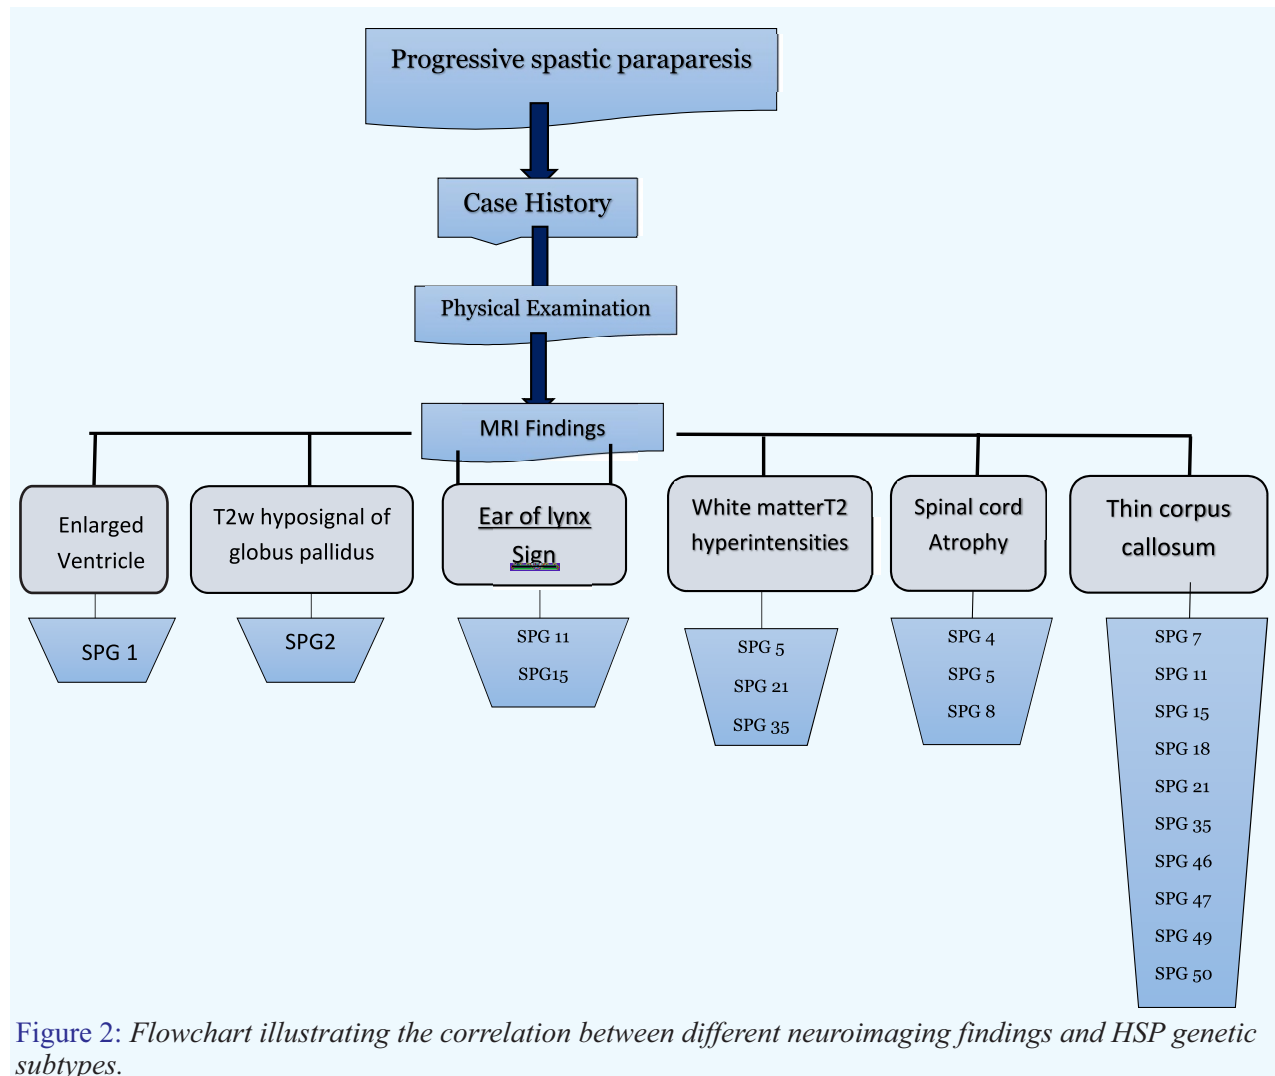 Progressive spastic paraparesis
Case History
Physical Examination
MRI Findings
Enlarged
Ventricle
SPG 1
T2w hyposignal of
globus pallidus
SPG2
Ear of lynx
Sign
SPG 11
SPG15
White matterT2
hyperintensities
SPG 5
SPG 21
SPG 35
Spinal cord
Atrophy
SPG 4
SPG 5
SPG 8
Thin corpus
callosum
SPG 7
SPG 11
SPG 15
SPG 18
SPG 21
SPG 35
SPG 46
SPG 47
SPG 49
SPG 50
Figure 2: Flowchart illustrating the correlation between different neuroimaging findings and HSP genetic
subtypes.